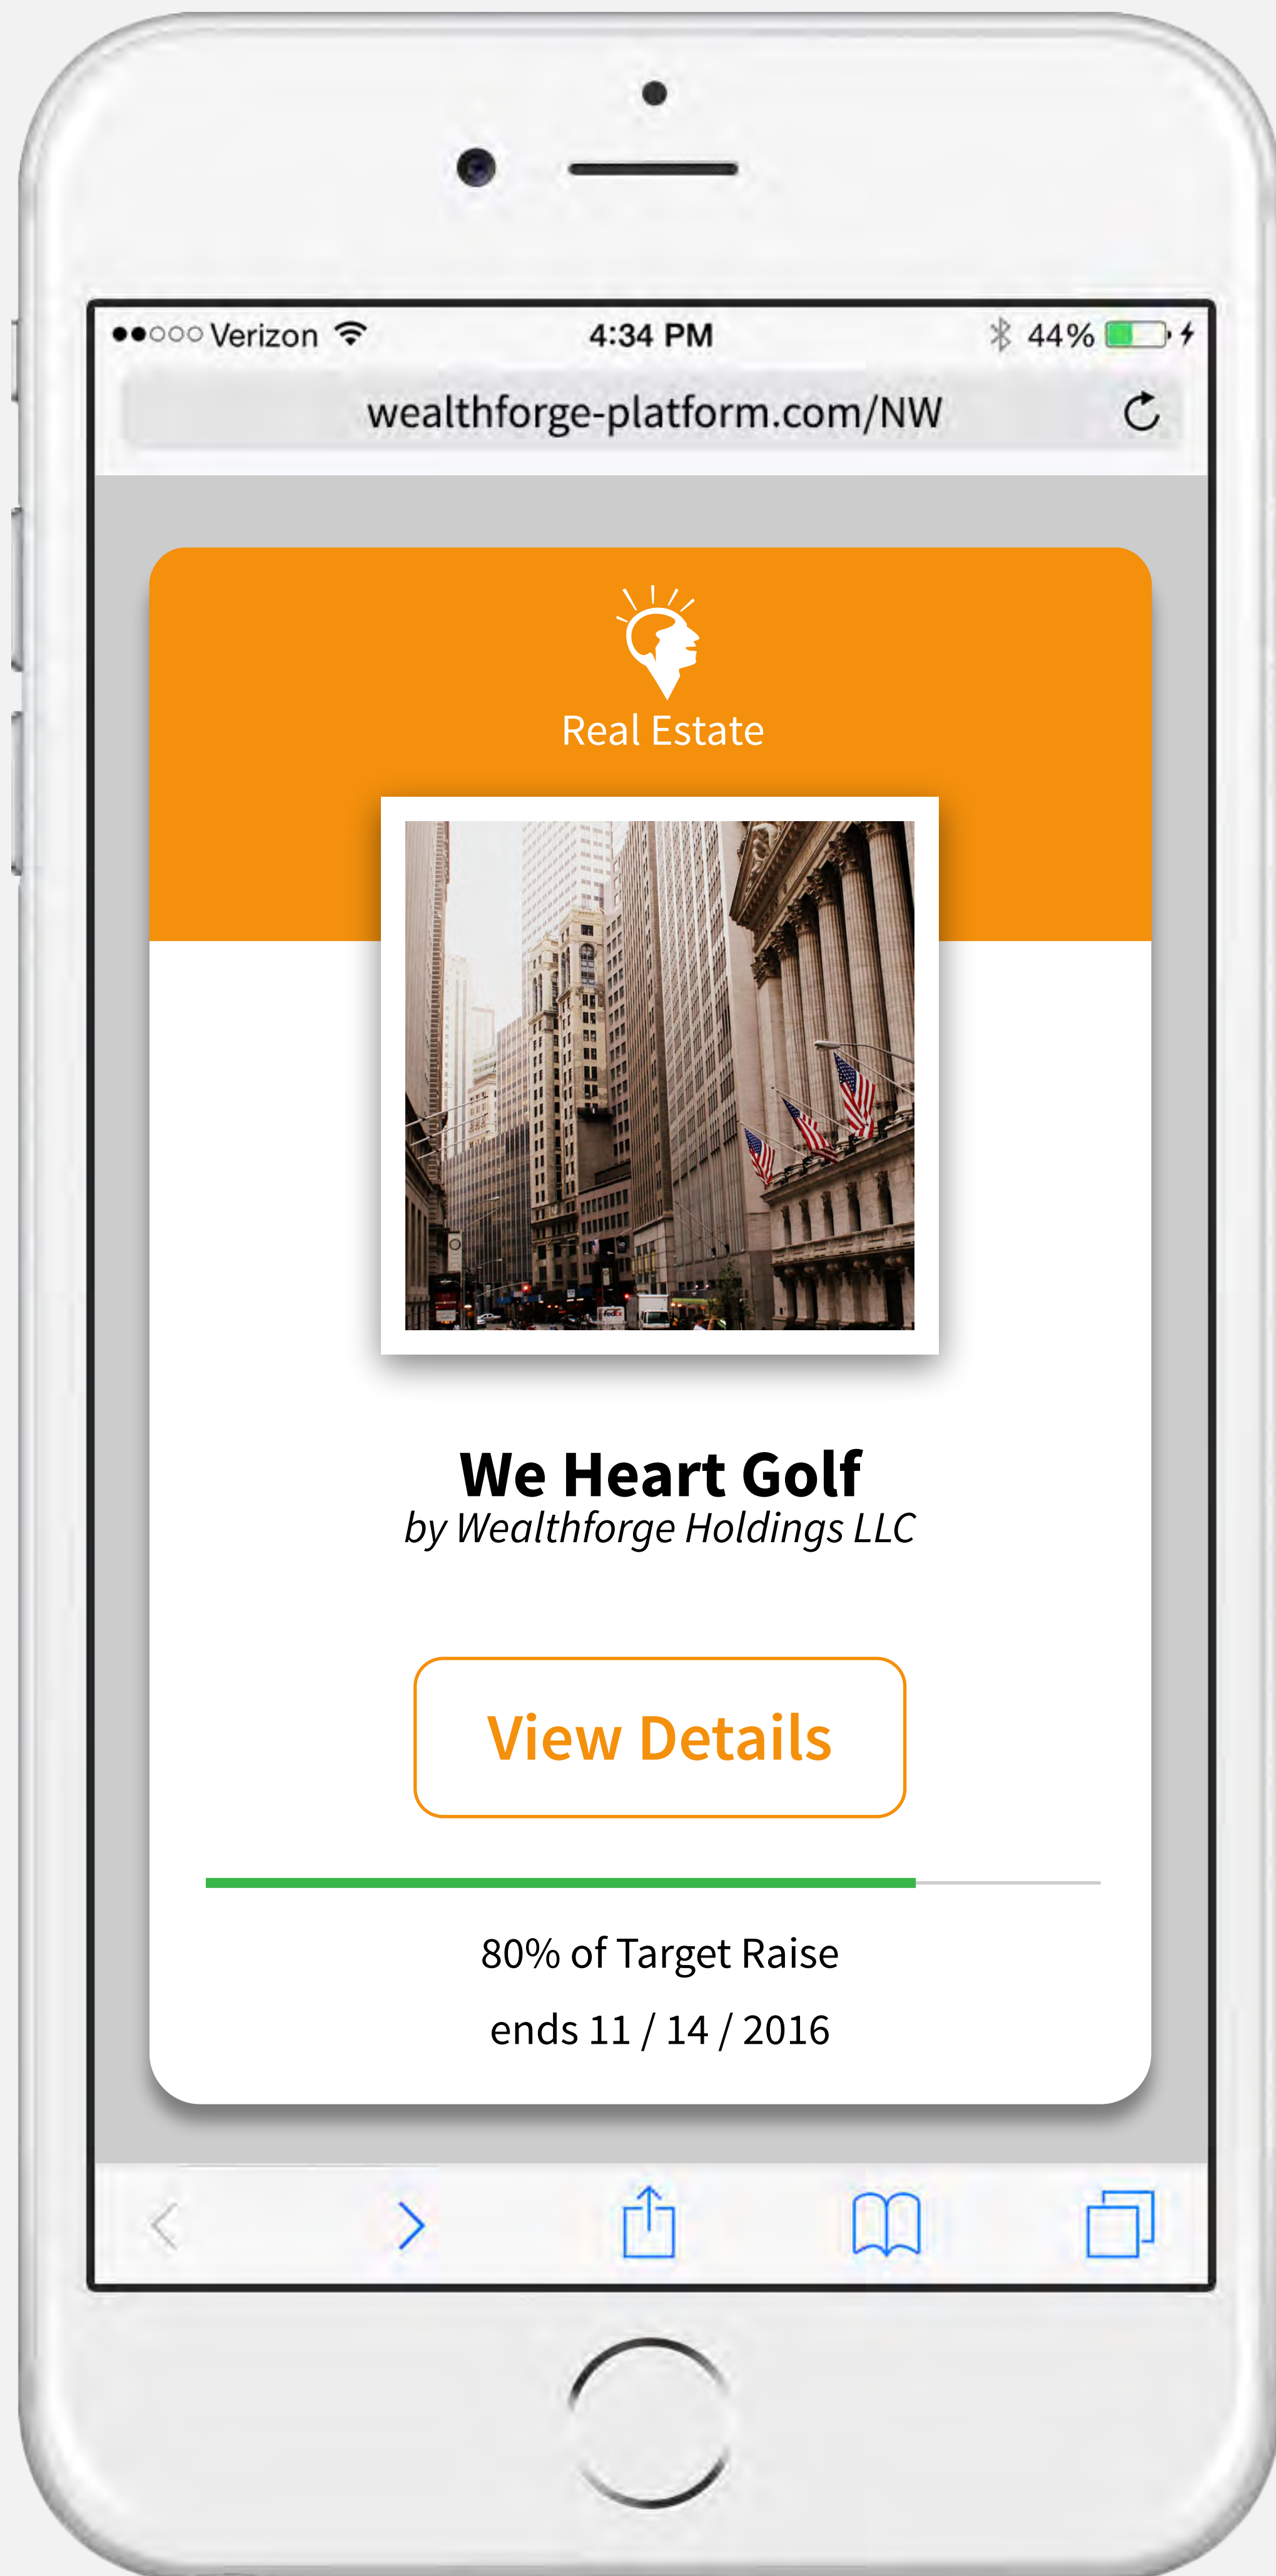 Verizon 4:34 PM 44%
wealthforge-platform.com/NW
Real Estate
FedEx
We Heart Golf
by Wealthforge Holdings LLC
View Details
80% of Target Raise
ends 11 / 14 / 2016